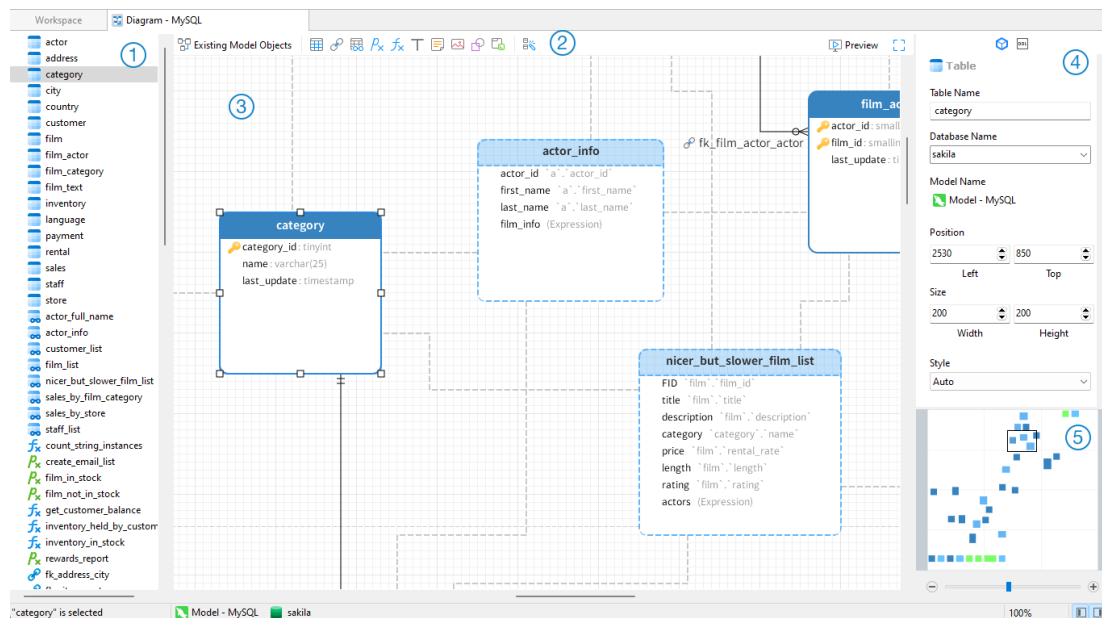 Workspace
Diagram - MySQL
actor
address
category
city
country
customer
film
film_actor
film_category
film_text
inventory
language
payment
rental
sales
staff
store
actor_full_name
actor_info
customer_list
film_list
nicer_but_slower_film_list
sales_by_film_category
sales_by_store
staff_list
count_string_instances
create_email_list
film_in_stock
film_not_in_stock
get_customer_balance
inventory_held_by_custom
inventory_in_stock
rewards_report
fk_address_city
1
Existing Model Objects
2
Preview
3
category
category_id : tinyint
name : varchar(25)
last_update : timestamp
actor_info
actor_id `a`.`actor_id`
first_name `a`.`first_name`
last_name `a`.`last_name`
film_info (Expression)
fk_film_actor_actor
film_ac
actor_id : small
film_id : smallin
last_update : ti
nicer_but_slower_film_list
FID `film`.`film_id`
title `film`.`title`
description `film`.`description`
category `category`.`name`
price `film`.`rental_rate`
length `film`.`length`
rating `film`.`rating`
actors (Expression)
DDL
4
Table
Table Name
category
Database Name
sakila
Model Name
Model - MySQL
Position
2530 850
Left Top
Size
200 200
Width Height
Style
Auto
5
"category" is selected
Model - MySQL
sakila
100%